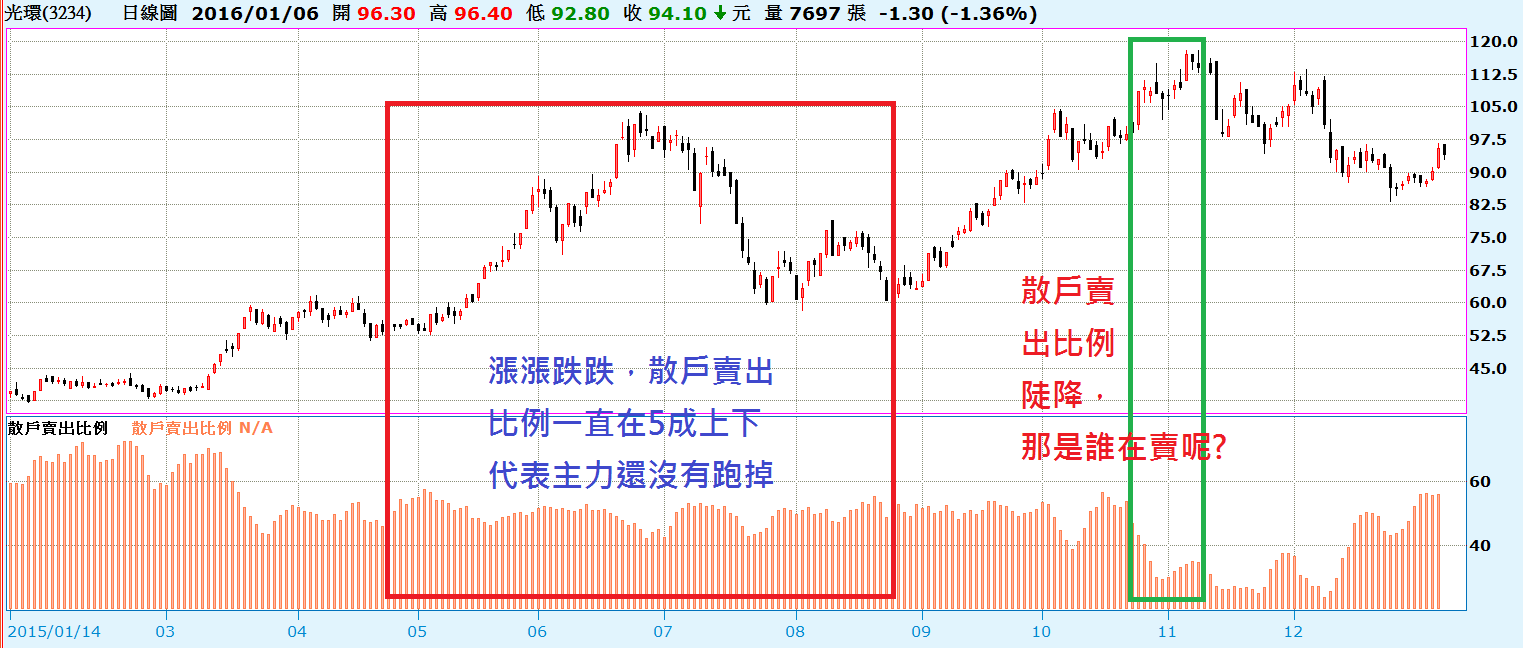 光環(3234) 日線圖 2016/01/06 開 96.30 高 96.40 低 92.80 收 94.10 元 量 7697 張 -1.30 (-1.36%)
120.0
112.5
105.0
97.5
90.0
82.5
75.0
67.5
60.0
52.5
45.0
散戶賣
出比例
陡降，
那是誰在賣呢?
漲漲跌跌，散戶賣出
比例一直在5成上下
代表主力還沒有跑掉
散戶賣出比例 散戶賣出比例 N/A
60
40
2015/01/14 03 04 05 06 07 08 09 10 11 12